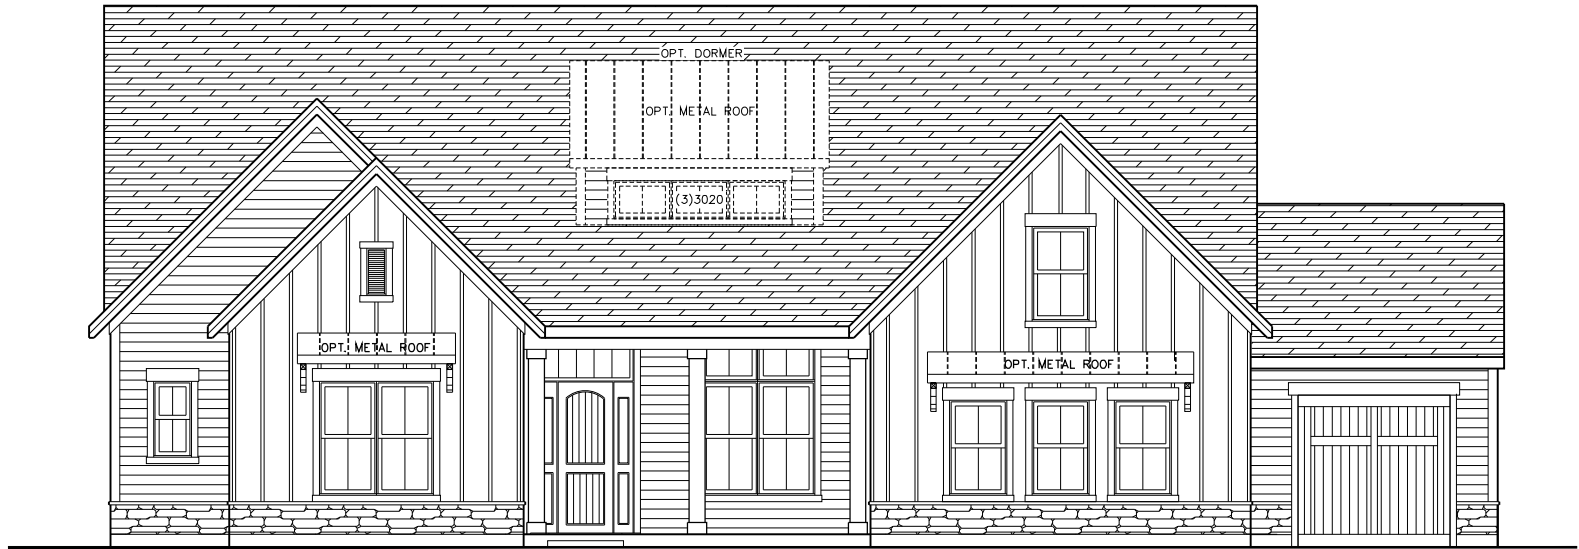 OPT. DORMER
OPT. METAL ROOF
(3)3020
OPT. METAL ROOF
OPT. METAL ROOF